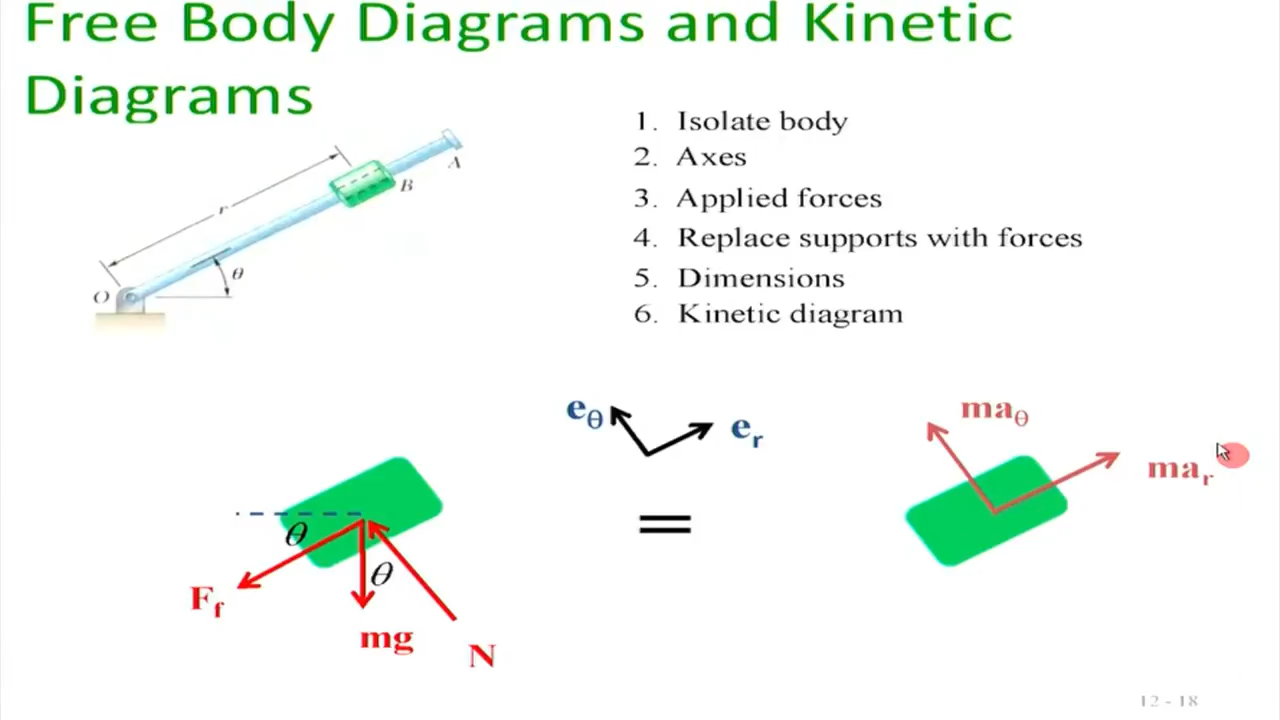 Free Body Diagrams and Kinetic
Diagrams
1. Isolate body
2. Axes
3. Applied forces
4. Replace supports with forces
5. Dimensions
6. Kinetic diagram
A
B
r
θ
O
eθ
er
maθ
mar
θ
θ
Ff
mg
N
=
12 - 18